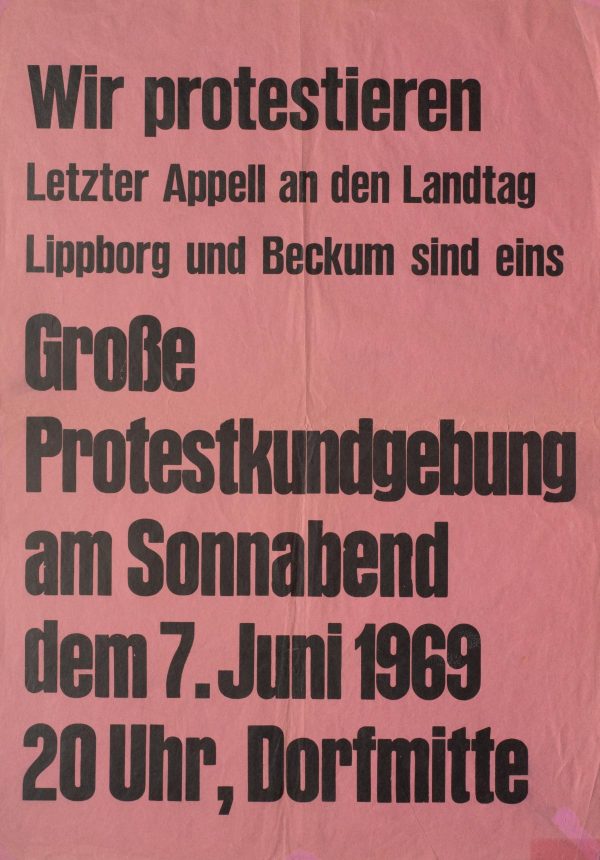 Wir protestieren
Letzter Appell an den Landtag
Lippborg und Beckum sind eins
Große
Protestkundgebung
am Sonnabend
dem 7. Juni 1969
20 Uhr, Dorfmitte